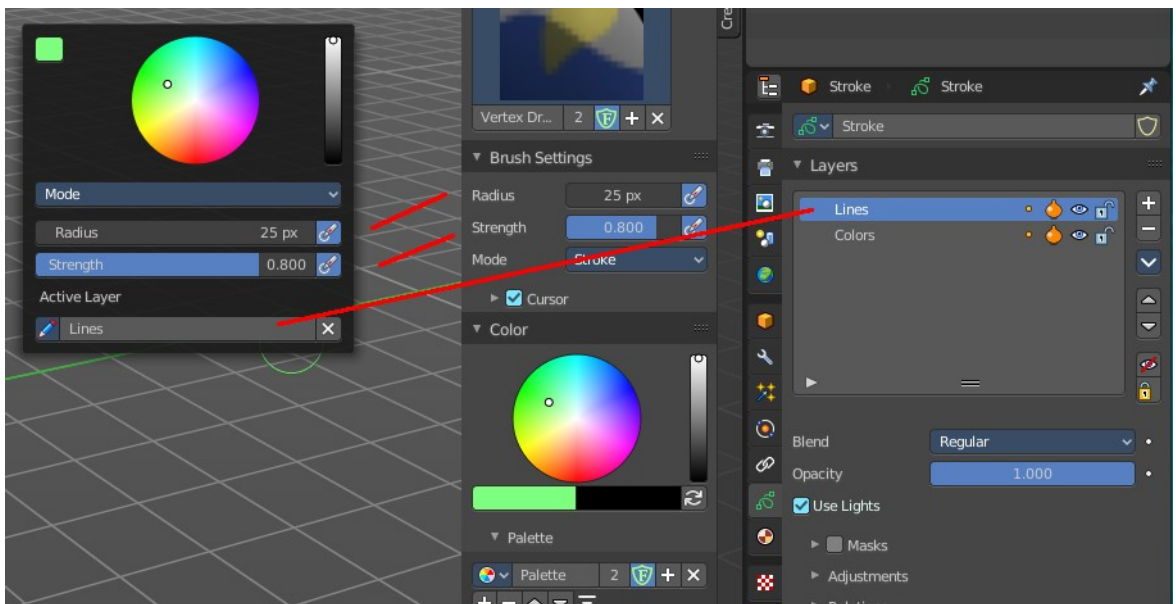 Mode
Radius 25 px
Strength 0.800
Active Layer
Lines
Cre
Vertex Dr... 2 F
Brush Settings
Radius 25 px
Strength 0.800
Mode Stroke
Cursor
Color
Palette
Palette 2 F
Stroke Stroke
Stroke
Layers
Lines
Colors
Blend Regular
Opacity 1.000
Use Lights
Masks
Adjustments